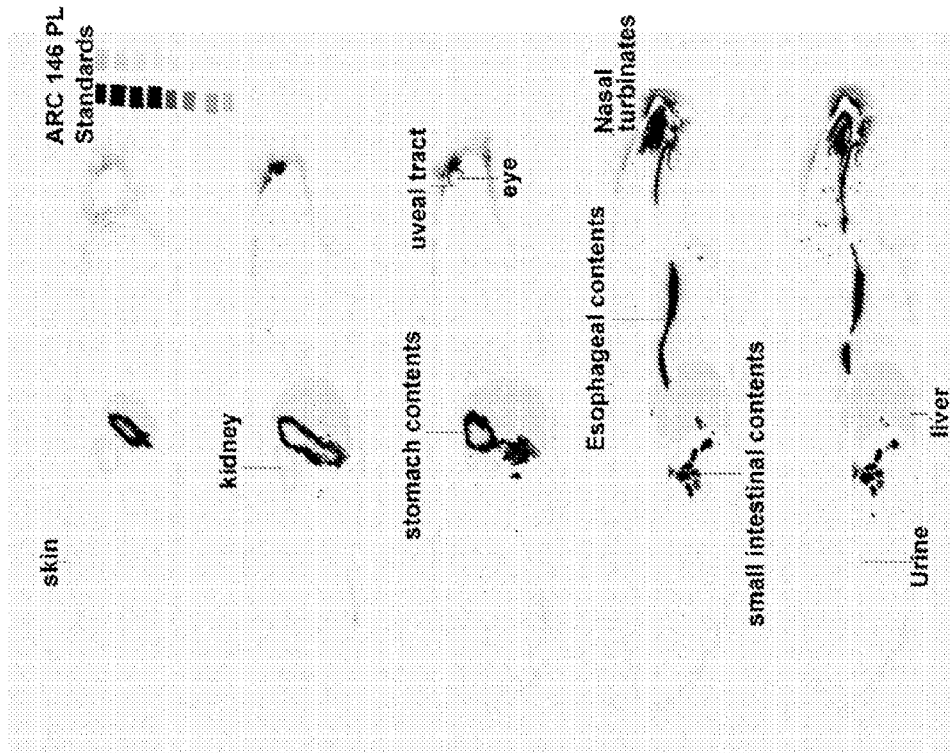 ARC 146 PL
Standards
skin
kidney
uveal tract
eye
stomach contents
Nasal
turbinates
Esophageal contents
small intestinal contents
liver
Urine